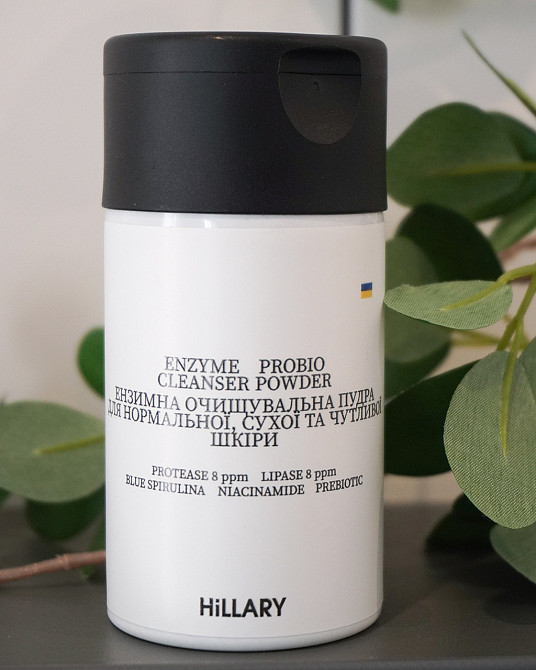 ENZYME PROBIO
CLEANSER POWDER
ЕНЗИМНА ОЧИЩУВАЛЬНА ПУДРА
ДЛЯ НОРМАЛЬНОЇ, СУХОЇ ТА ЧУТЛИВОЇ
ШКІРИ
PROTEASE 8 ppm LIPASE 8 ppm
BLUE SPIRULINA NIACINAMIDE PREBIOTIC
HiLLARY